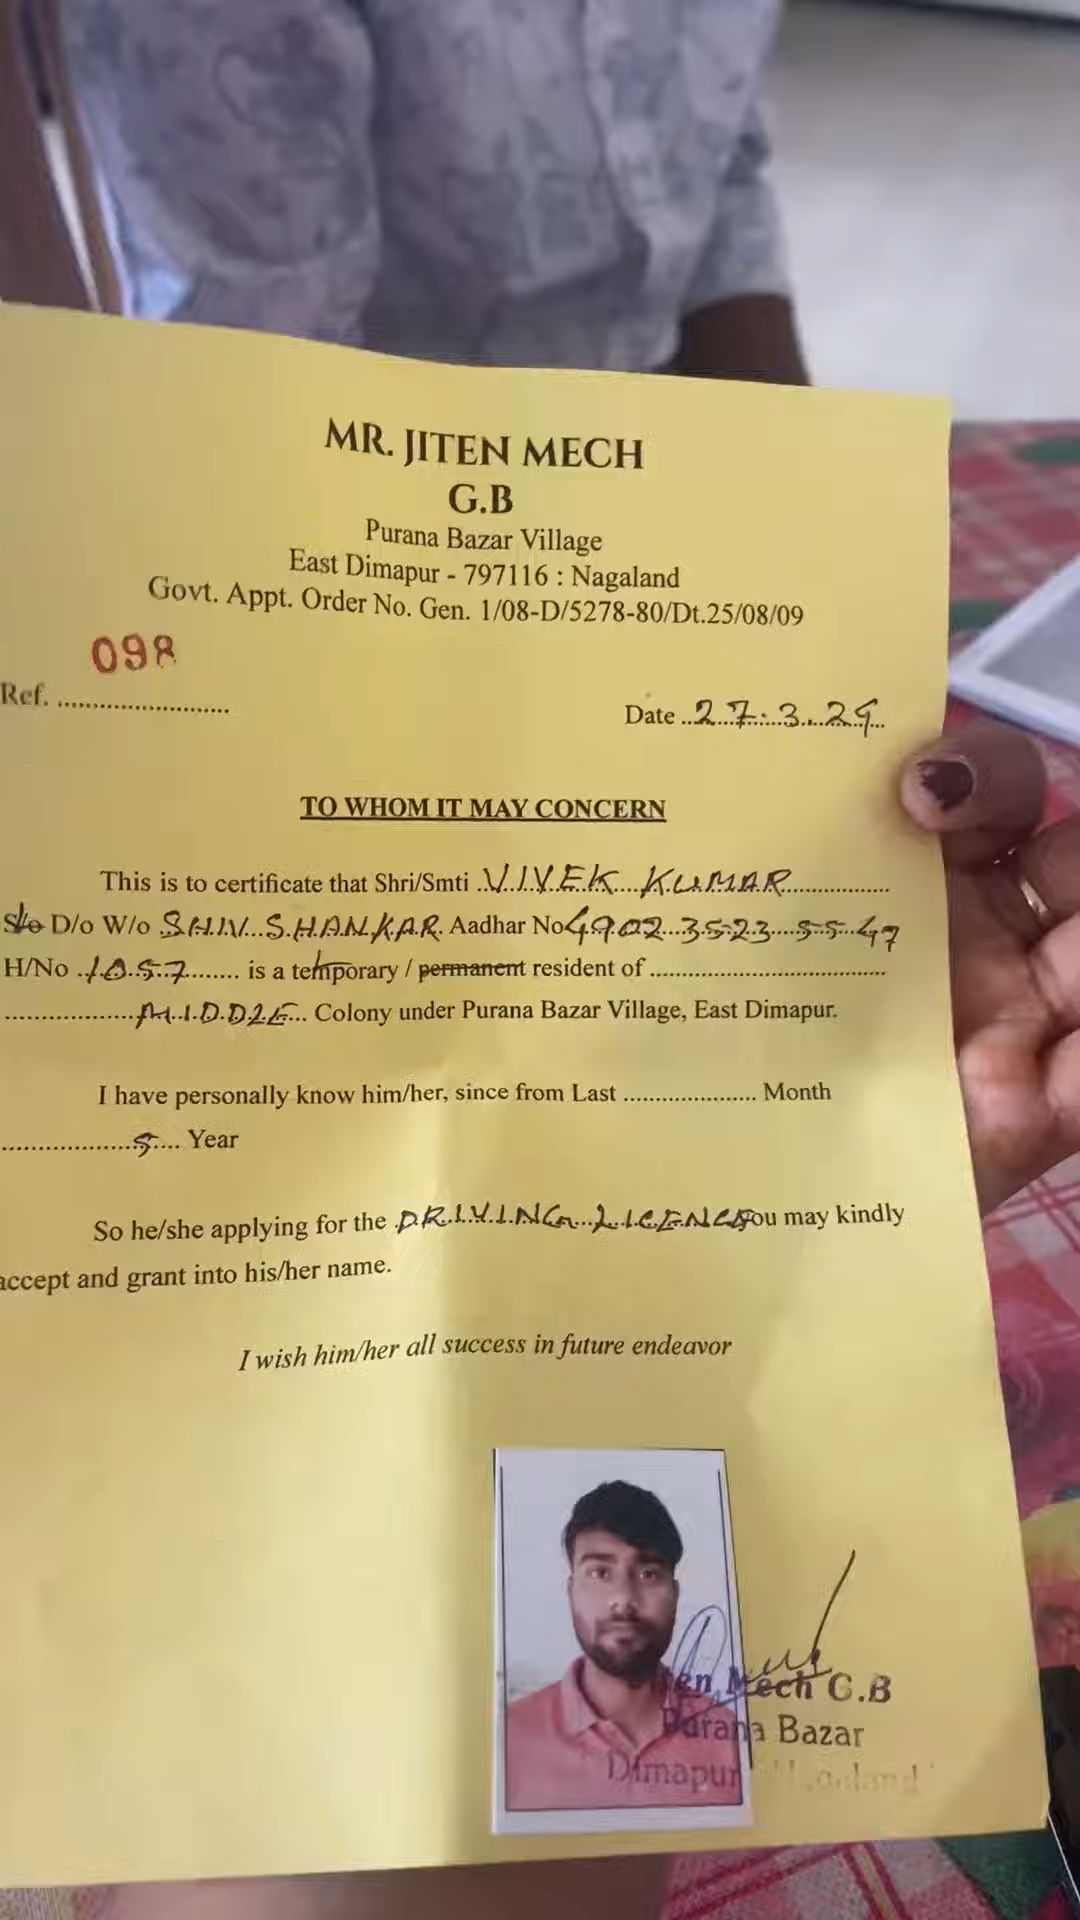 MR. JITEN MECH
G.B
Purana Bazar Village
East Dimapur - 797116 : Nagaland
Govt. Appt. Order No. Gen. 1/08-D/5278-80/Dt.25/08/09
098
Ref. ..........................
Date ..27.3.24...
TO WHOM IT MAY CONCERN
This is to certificate that Shri/Smti ..VIVEK KUMAR.................
S/o D/o W/o SHIV SHANKAR. Aadhar No 4902 3523 55 47
H/No .1057........ is a temporary / permanent resident of ....................................
....................MIDDLE... Colony under Purana Bazar Village, East Dimapur.
I have personally know him/her, since from Last .................... Month
....................5.... Year
So he/she applying for the DRIVING LICENCE you may kindly
accept and grant into his/her name.
I wish him/her all success in future endeavor
Mech G.B
Purana Bazar
Dimapur Nagaland